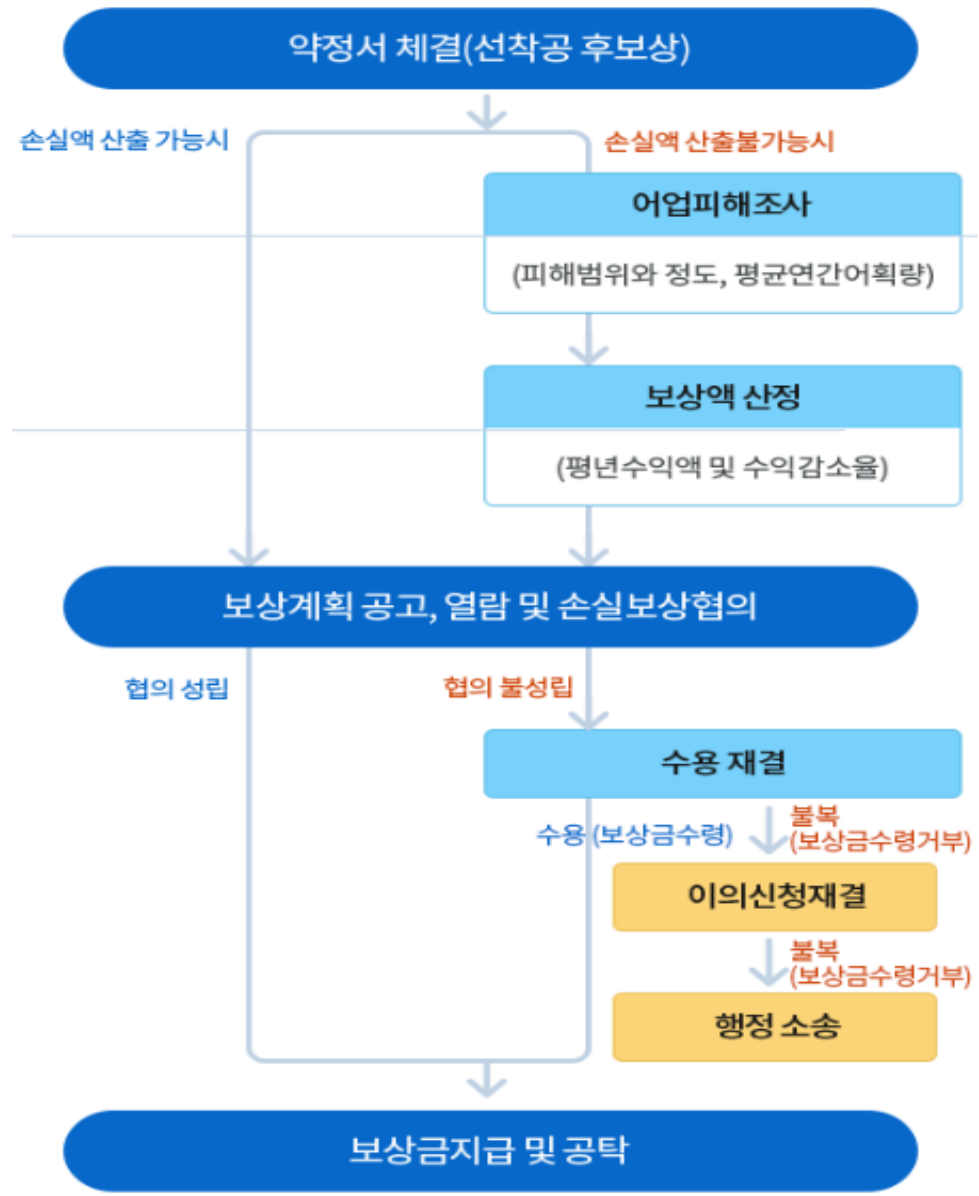 약정서 체결(선착공 후보상)
손실액 산출 가능시
손실액 산출불가능시
어업피해조사
(피해범위와 정도, 평균연간어획량)
보상액 산정
(평년수익액 및 수익감소율)
보상계획 공고, 열람 및 손실보상협의
협의 성립
협의 불성립
수용 재결
수용 (보상금수령)
불복
(보상금수령거부)
이의신청재결
불복
(보상금수령거부)
행정 소송
보상금지급 및 공탁